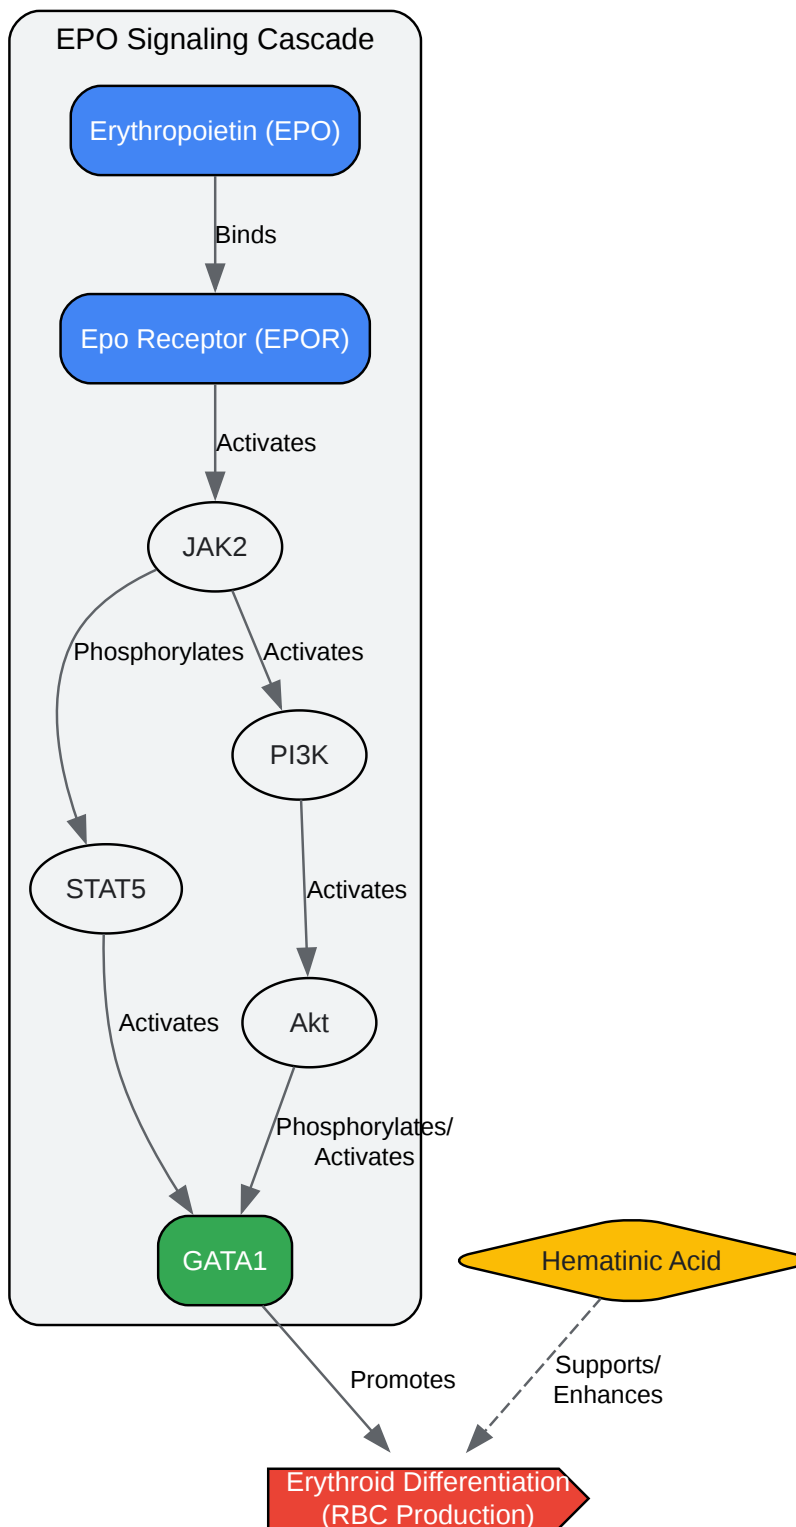 EPO Signaling Cascade
Erythropoietin (EPO)
Binds
Epo Receptor (EPOR)
Activates
JAK2
Phosphorylates
Activates
PI3K
STAT5
Activates
Akt
Activates
Phosphorylates/
Activates
GATA1
Hematinic Acid
Promotes
Supports/
Enhances
Erythroid Differentiation
(RBC Production)